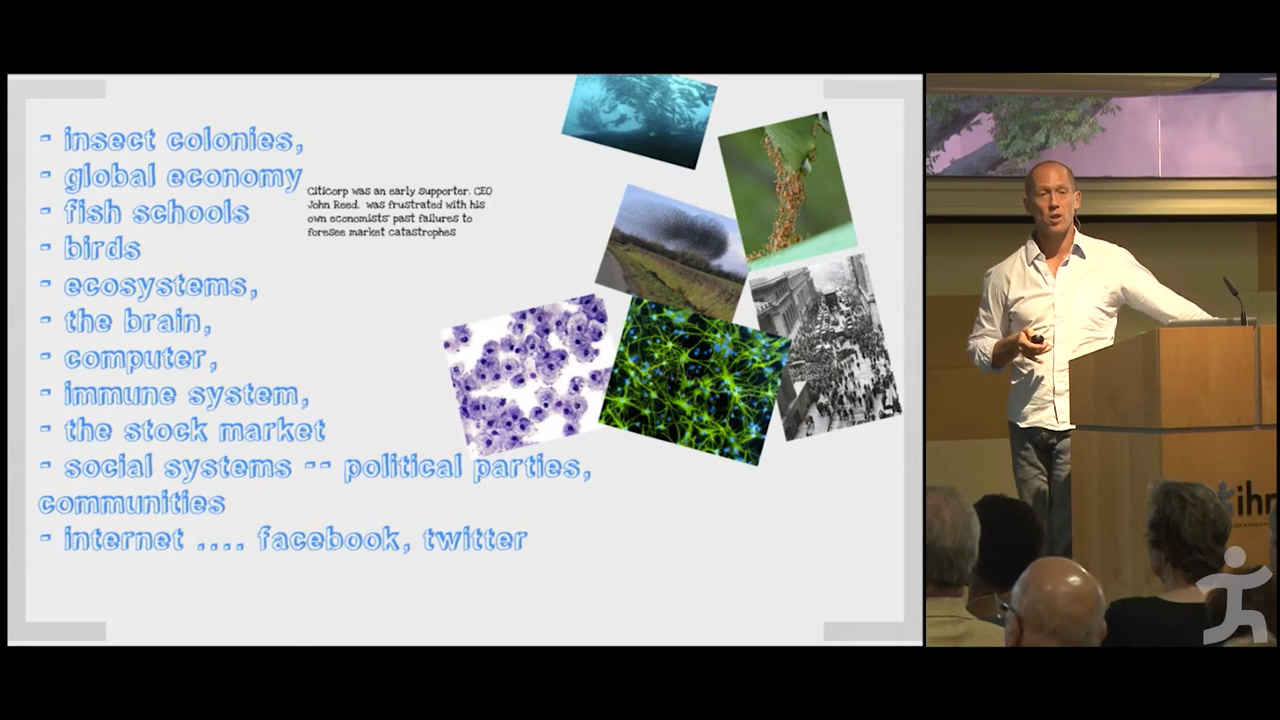 - insect colonies,
- global economy
- fish schools
- birds
- ecosystems,
- the brain,
- computer,
- immune system,
- the stock market
- social systems -- political parties,
communities
- internet .... facebook, twitter
Citicorp was an early supporter. CEO
John Reed. was frustrated with his
own economists' past failures to
foresee market catastrophes
ihm